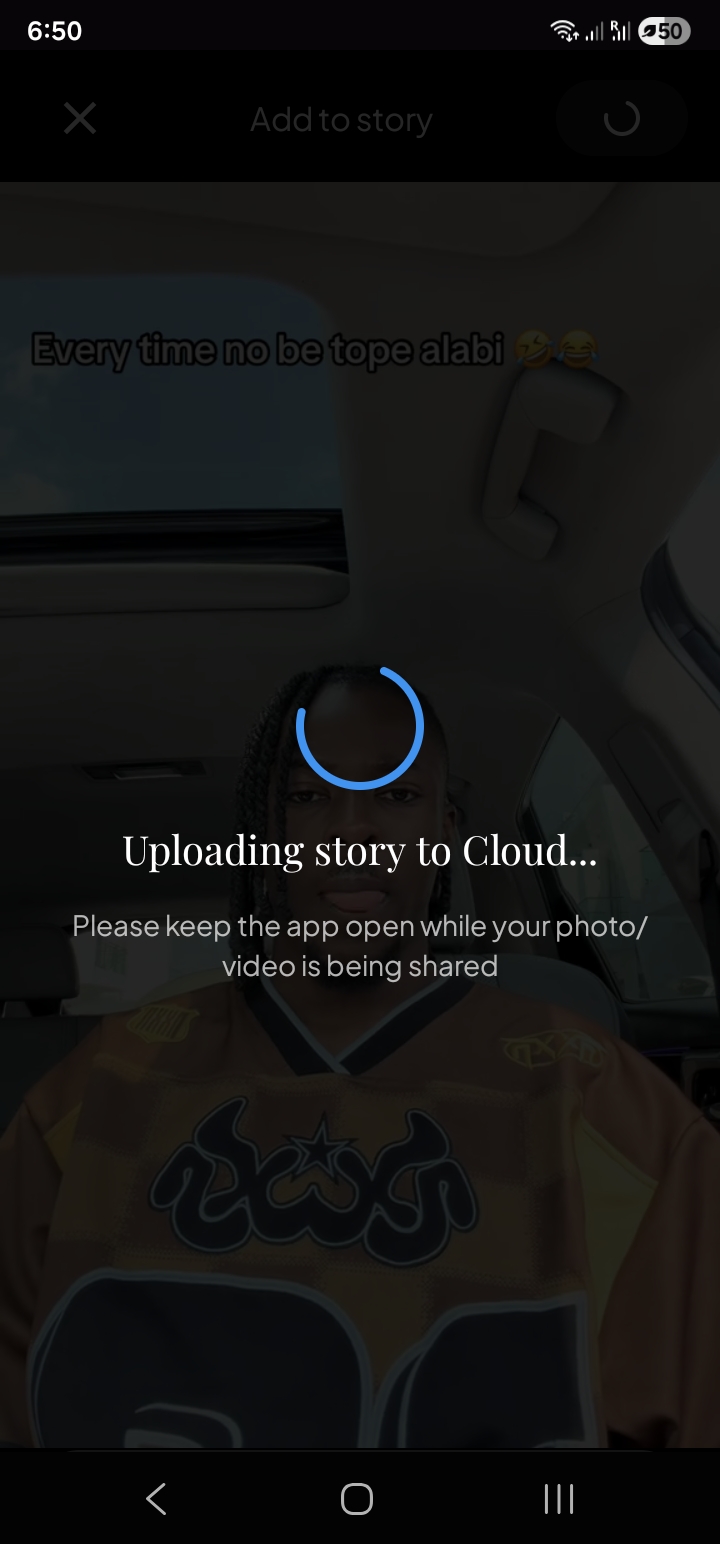 6:50
R
50
Add to story
Every time no be tope alabi 🤣😂
Uploading story to Cloud...
Please keep the app open while your photo/
video is being shared